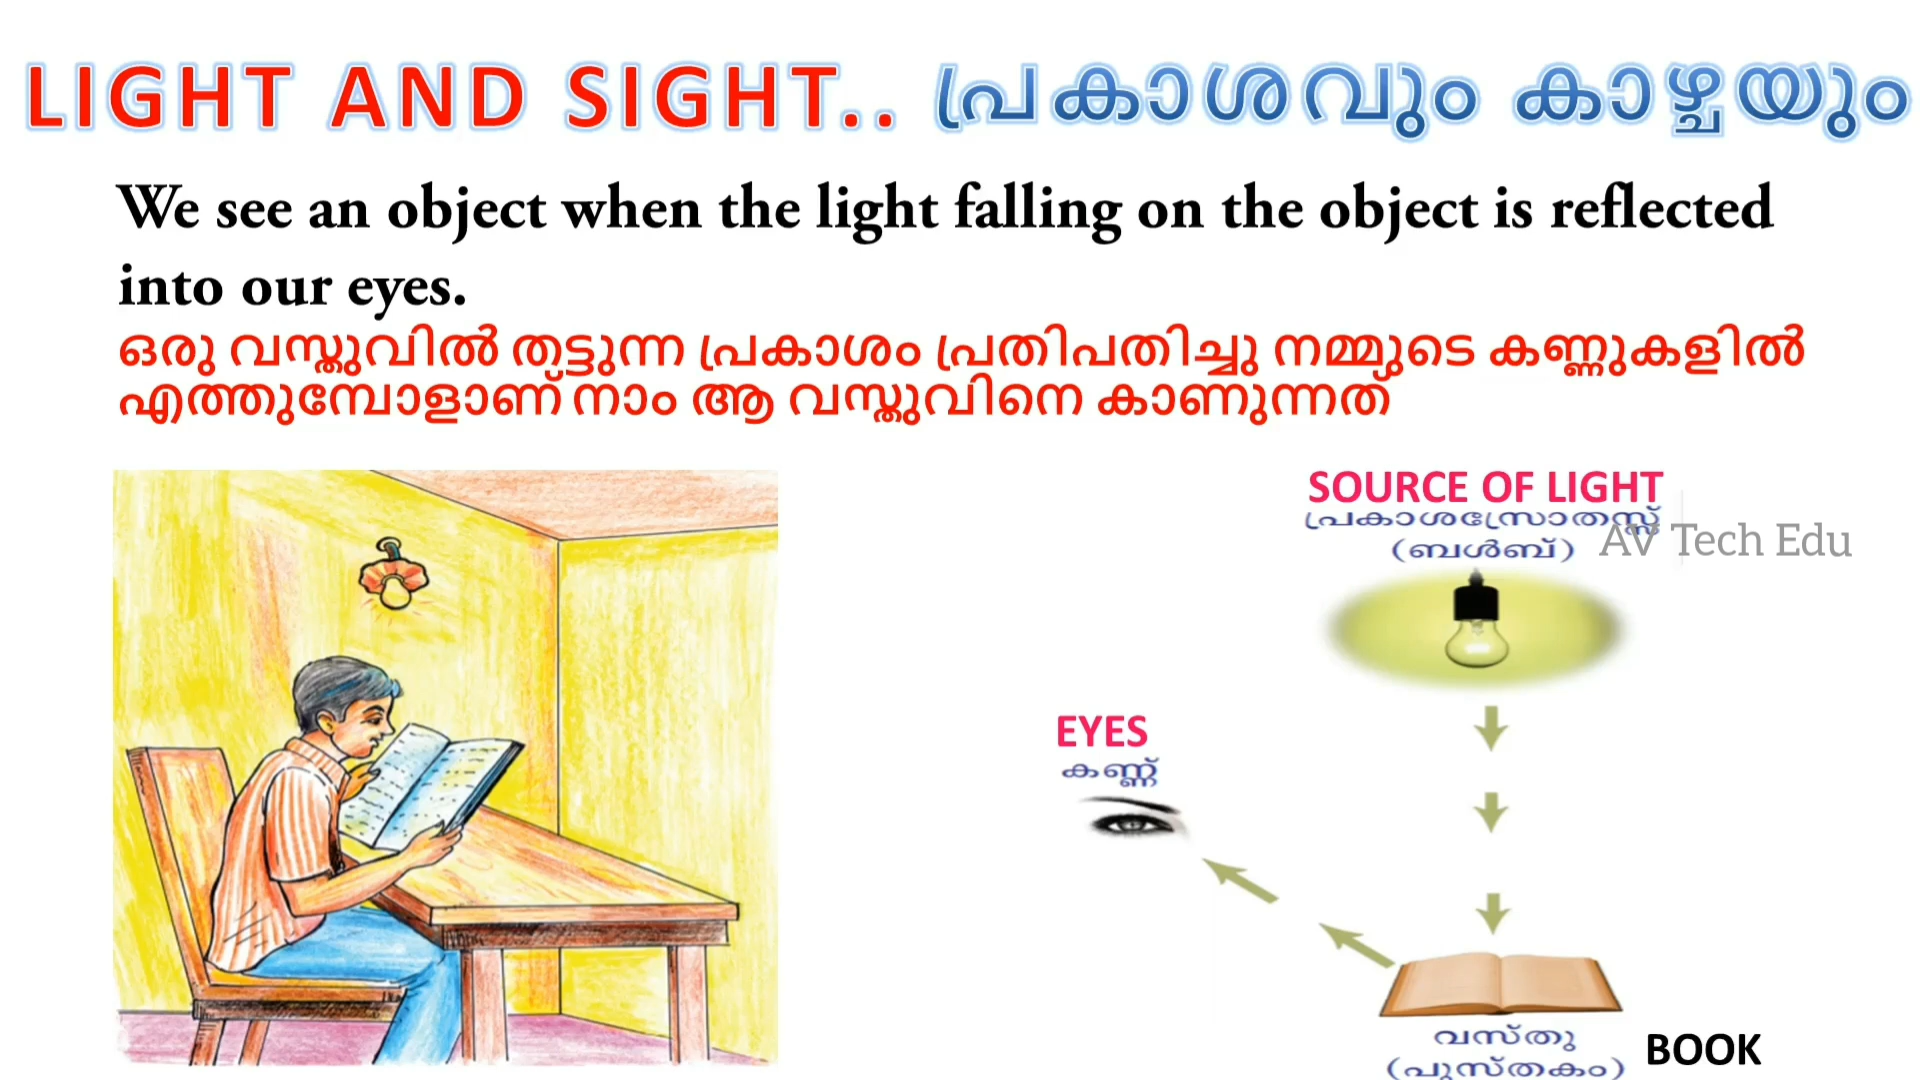 LIGHT AND SIGHT.. പ്രകാശവും കാഴ്ചയും
We see an object when the light falling on the object is reflected
into our eyes.
ഒരു വസ്തുവിൽ തട്ടുന്ന പ്രകാശം പ്രതിപതിച്ചു നമ്മുടെ കണ്ണുകളിൽ
എത്തുമ്പോളാണ് നാം ആ വസ്തുവിനെ കാണുന്നത്
SOURCE OF LIGHT
പ്രകാശസ്രോതസ്സ്
(ബൾബ്)
AV Tech Edu
EYES
കണ്ണ്
വസ്തു
(പുസ്തകം)
BOOK